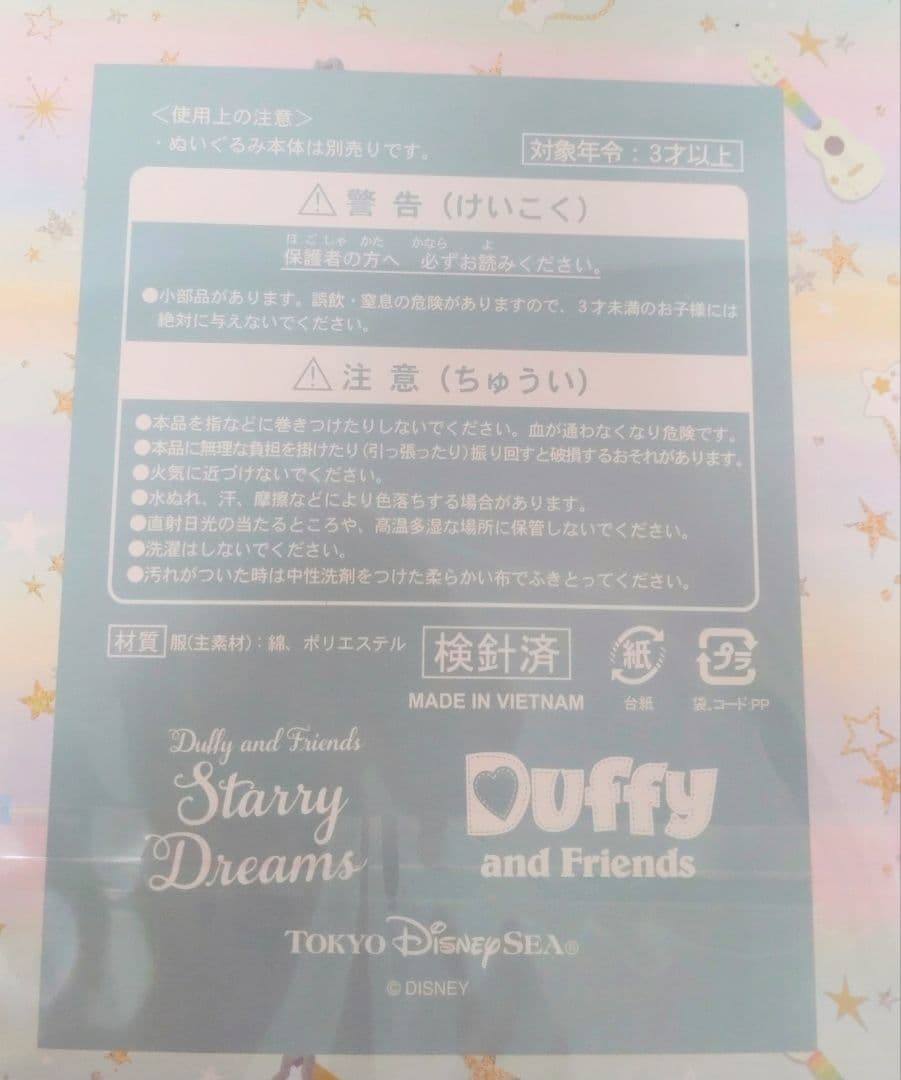 ＜使用上の注意＞
・ぬいぐるみ本体は別売りです。
対象年令：3才以上
⚠ 警告（けいこく）
ほごしゃ かた かなら よ
保護者の方へ 必ずお読みください。
●小部品があります。誤飲・窒息の危険がありますので、3才未満のお子様には
絶対に与えないでください。
⚠ 注意（ちゅうい）
●本品を指などに巻きつけたりしないでください。血が通わなくなり危険です。
●本品に無理な負担を掛けたり(引っ張ったり)振り回すと破損するおそれがあります。
●火気に近づけないでください。
●水ぬれ、汗、摩擦などにより色落ちする場合があります。
●直射日光の当たるところや、高温多湿な場所に保管しないでください。
●洗濯はしないでください。
●汚れがついた時は中性洗剤をつけた柔らかい布でふきとってください。
材質 服(主素材)：綿、ポリエステル
検針済
MADE IN VIETNAM
紙
台紙
プラ
袋、コード:PP
Duffy and Friends
Starry
Dreams
Duffy
and Friends
TOKYO DISNEY SEA®
© DISNEY